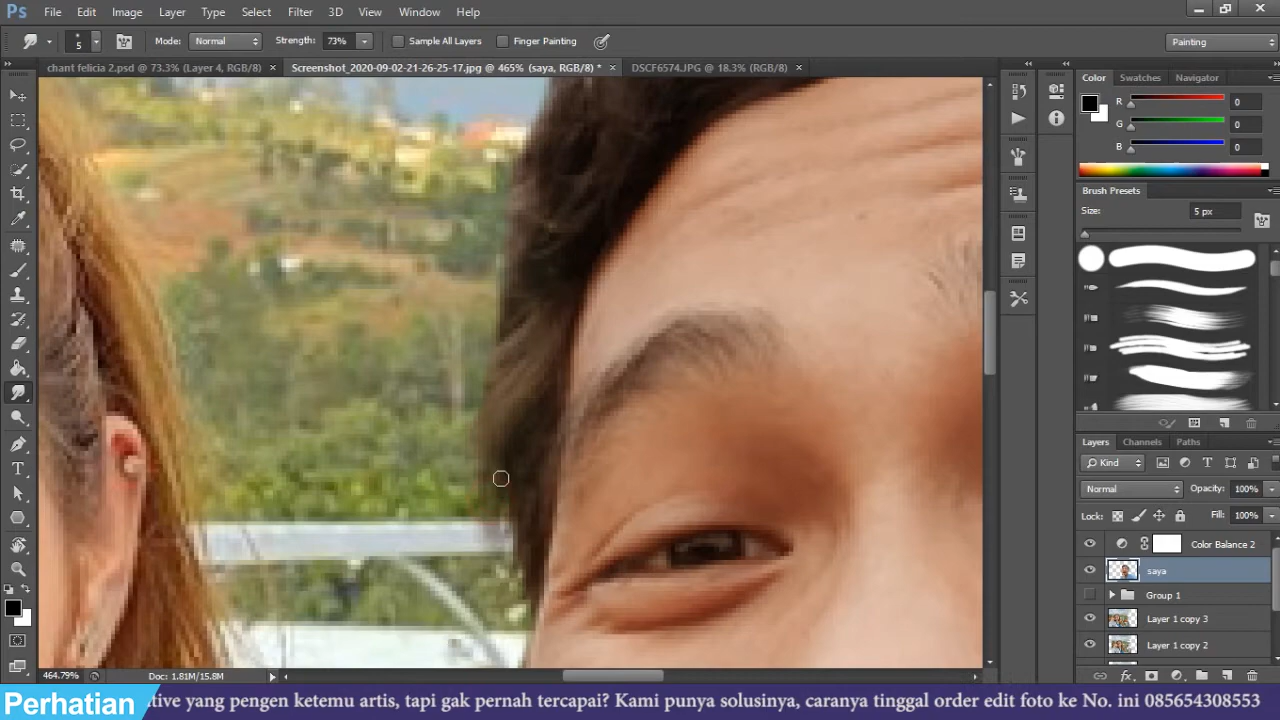 Ps File Edit Image Layer Type Select Filter 3D View Window Help
5 Mode: Normal Strength: 73% Sample All Layers Finger Painting Painting
chant felicia 2.psd @ 73.3% (Layer 4, RGB/8) × Screenshot_2020-09-02-21-26-25-17.jpg @ 465% (saya, RGB/8) * × DSCF6574.JPG @ 18.3% (RGB/8) ×
Color Swatches Navigator
R 0
G 0
B 0
Brush Presets
Size: 5 px
Layers Channels Paths
Kind
Normal Opacity: 100%
Lock: Fill: 100%
Color Balance 2
saya
Group 1
Layer 1 copy 3
Layer 1 copy 2
464.79% Doc: 1.81M/15.8M
Perhatian
tive yang pengen ketemu artis, tapi gak pernah tercapai? Kami punya solusinya, caranya tinggal order edit foto ke No. ini 085654308553